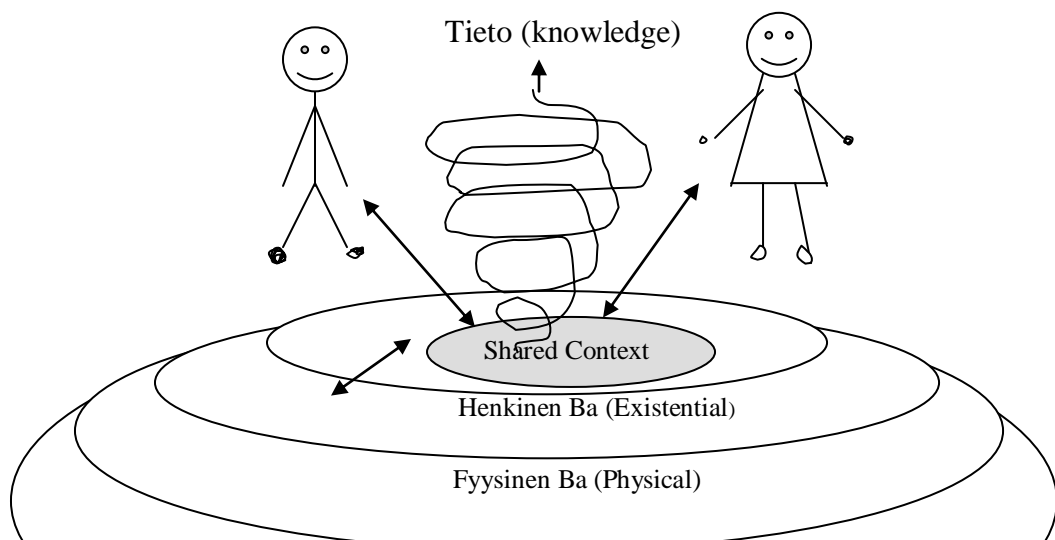 Tieto (knowledge)
Shared Context
Henkinen Ba (Existential)
Fyysinen Ba (Physical)